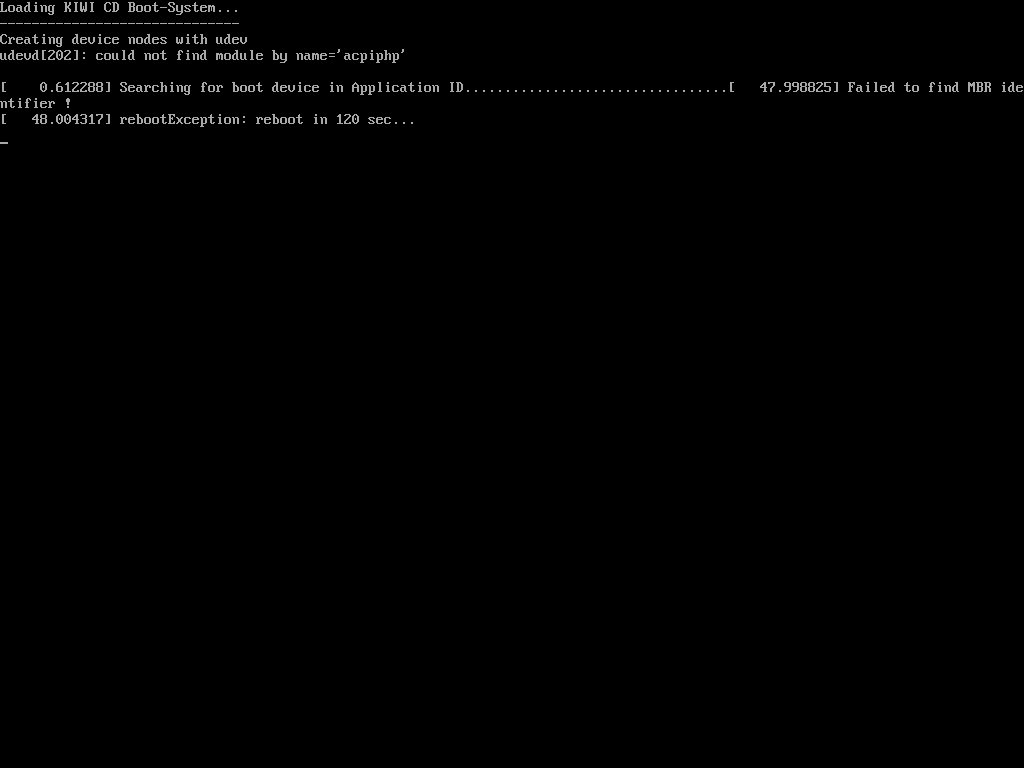 Loading KIWI CD Boot-System...
------------------------------
Creating device nodes with udev
udevd[202]: could not find module by name='acpiphp'
[    0.612288] Searching for boot device in Application ID.................................[   47.998825] Failed to find MBR ide
ntifier !
[   48.004317] rebootException: reboot in 120 sec...